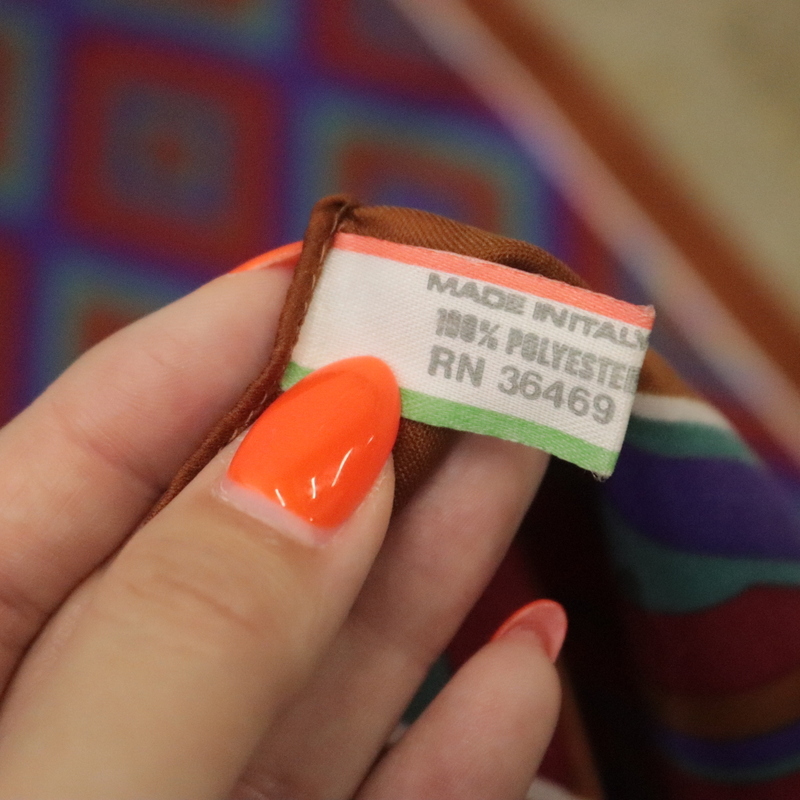 MADE IN ITALY
100% POLYESTER
RN 36469